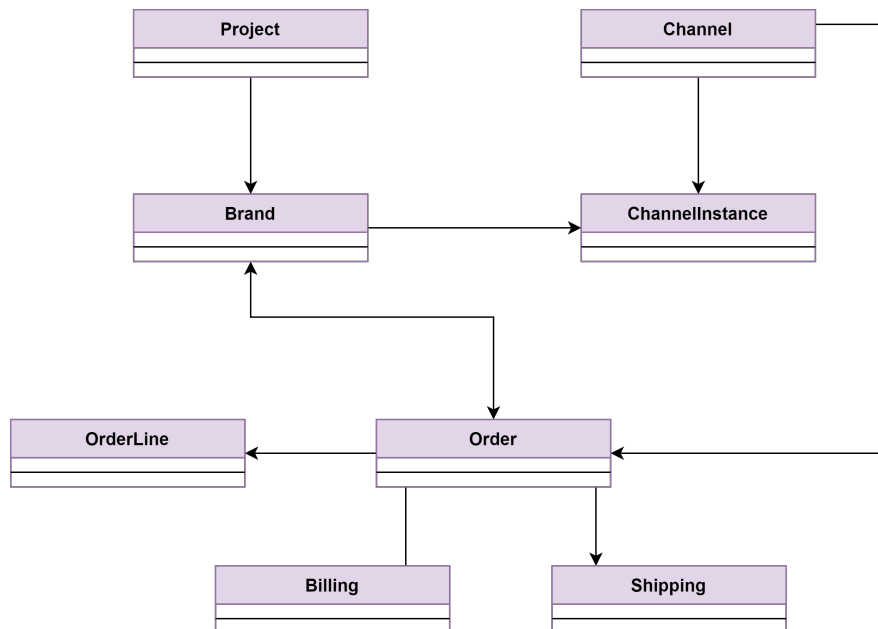 Project
Channel
Brand
ChannelInstance
OrderLine
Order
Billing
Shipping